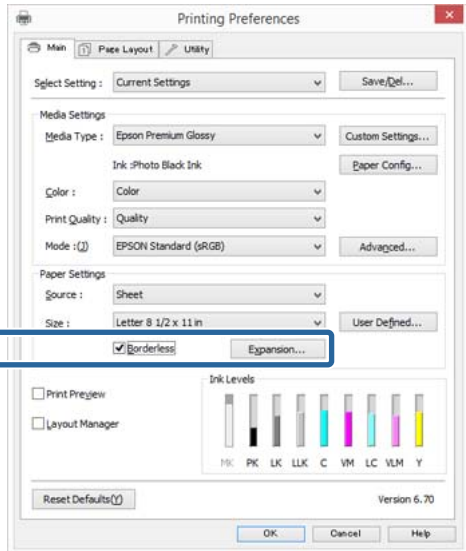 Printing Preferences
Main Page Layout Utility
Select Setting : Current Settings Save/Del...
Media Settings
Media Type : Epson Premium Glossy Custom Settings...
Ink :Photo Black Ink Paper Config...
Color : Color
Print Quality : Quality
Mode :(J) EPSON Standard (sRGB) Advanced...
Paper Settings
Source : Sheet
Size : Letter 8 1/2 x 11 in User Defined...
Borderless Expansion...
Ink Levels
Print Preview
Layout Manager
MK PK LK LLK C VM LC VLM Y
Reset Defaults(Y) Version 6.70
OK Cancel Help